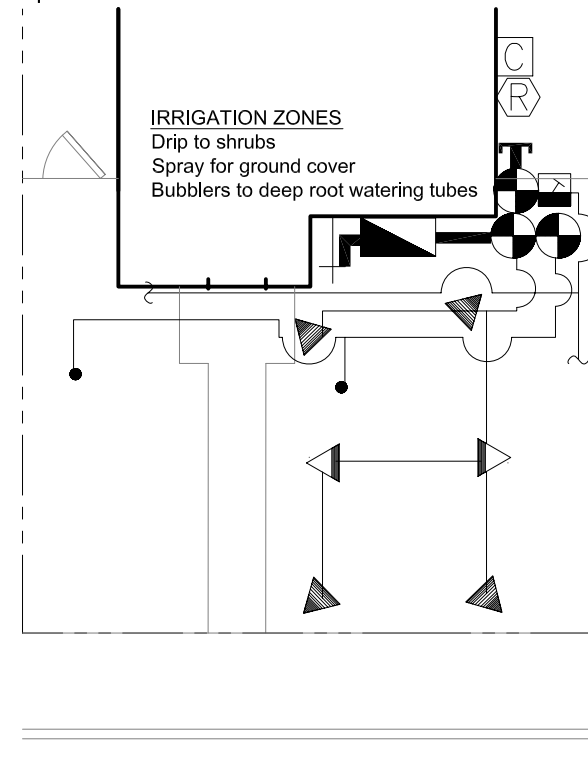 IRRIGATION ZONES
Drip to shrubs
Spray for ground cover
Bubblers to deep root watering tubes
C
R